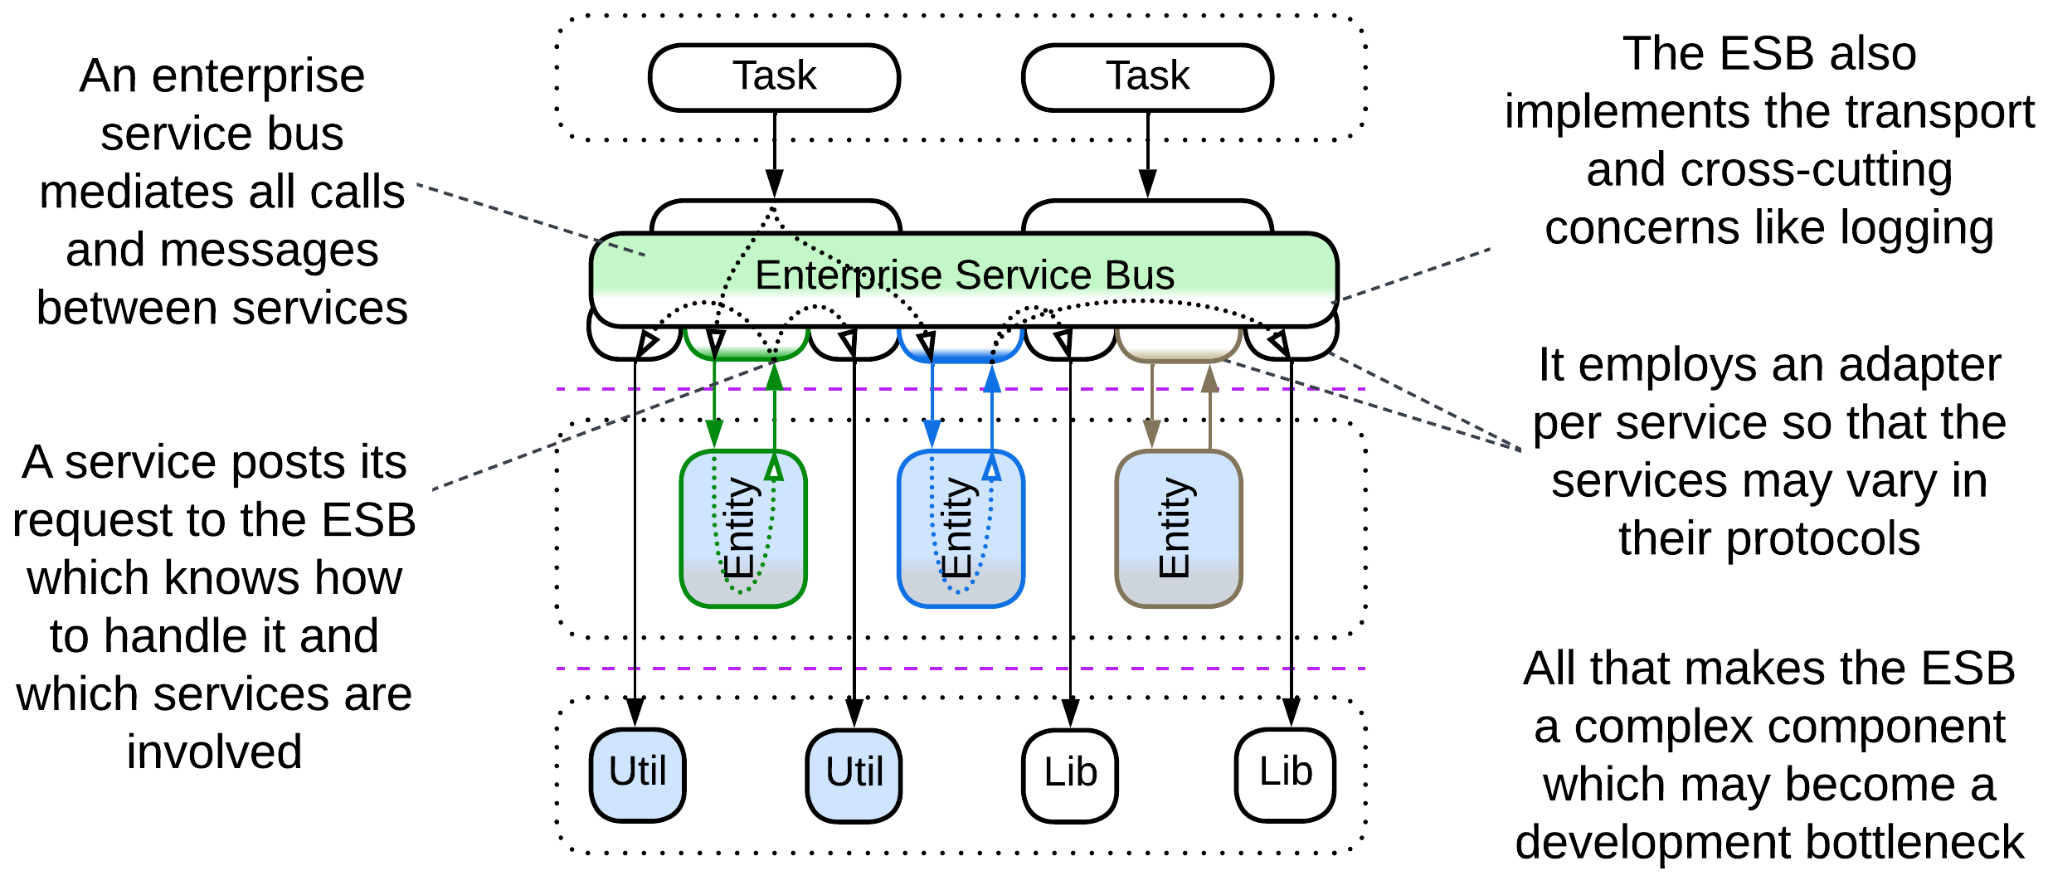 An enterprise
service bus
mediates all calls
and messages
between services
A service posts its
request to the ESB
which knows how
to handle it and
which services are
involved
Task
Task
Enterprise Service Bus
Entity
Entity
Entity
Util
Util
Lib
Lib
The ESB also
implements the transport
and cross-cutting
concerns like logging
It employs an adapter
per service so that the
services may vary in
their protocols
All that makes the ESB
a complex component
which may become a
development bottleneck